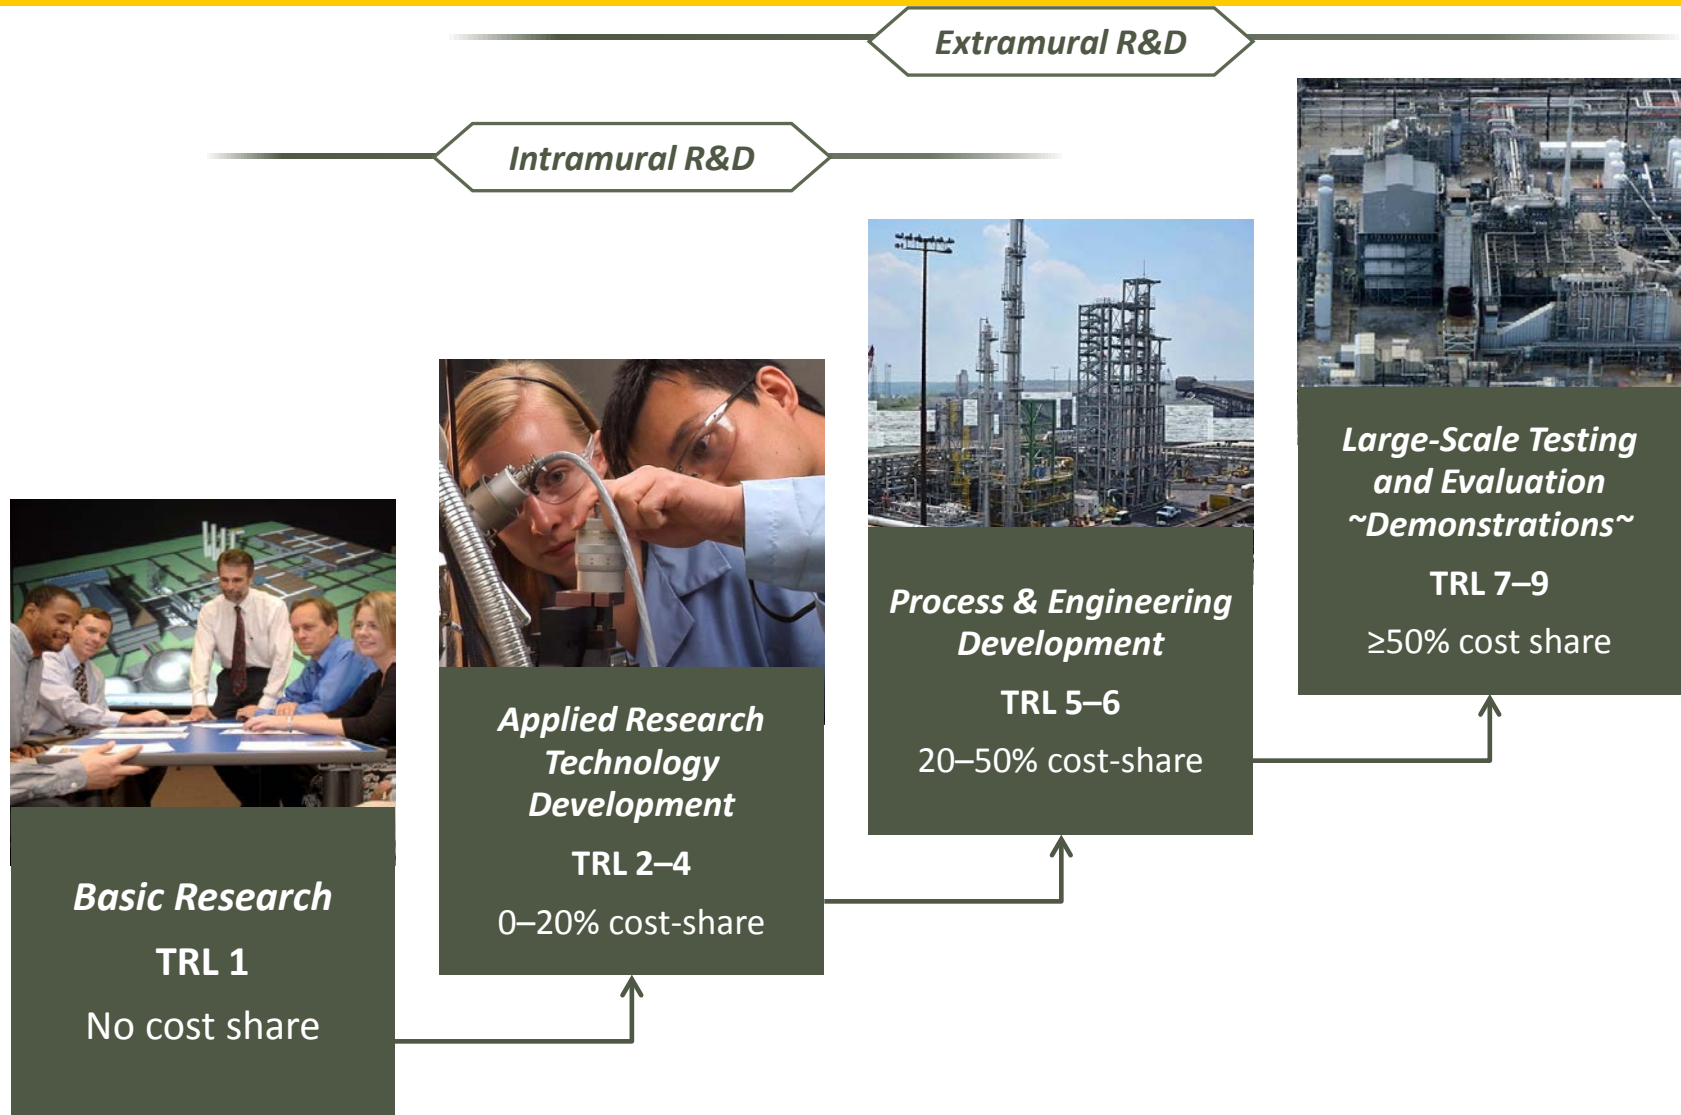 Extramural R&D
Intramural R&D
Basic Research
TRL 1
No cost share
Applied Research
Technology
Development
TRL 2–4
0–20% cost-share
Process & Engineering
Development
TRL 5–6
20–50% cost-share
Large-Scale Testing
and Evaluation
~Demonstrations~
TRL 7–9
≥50% cost share